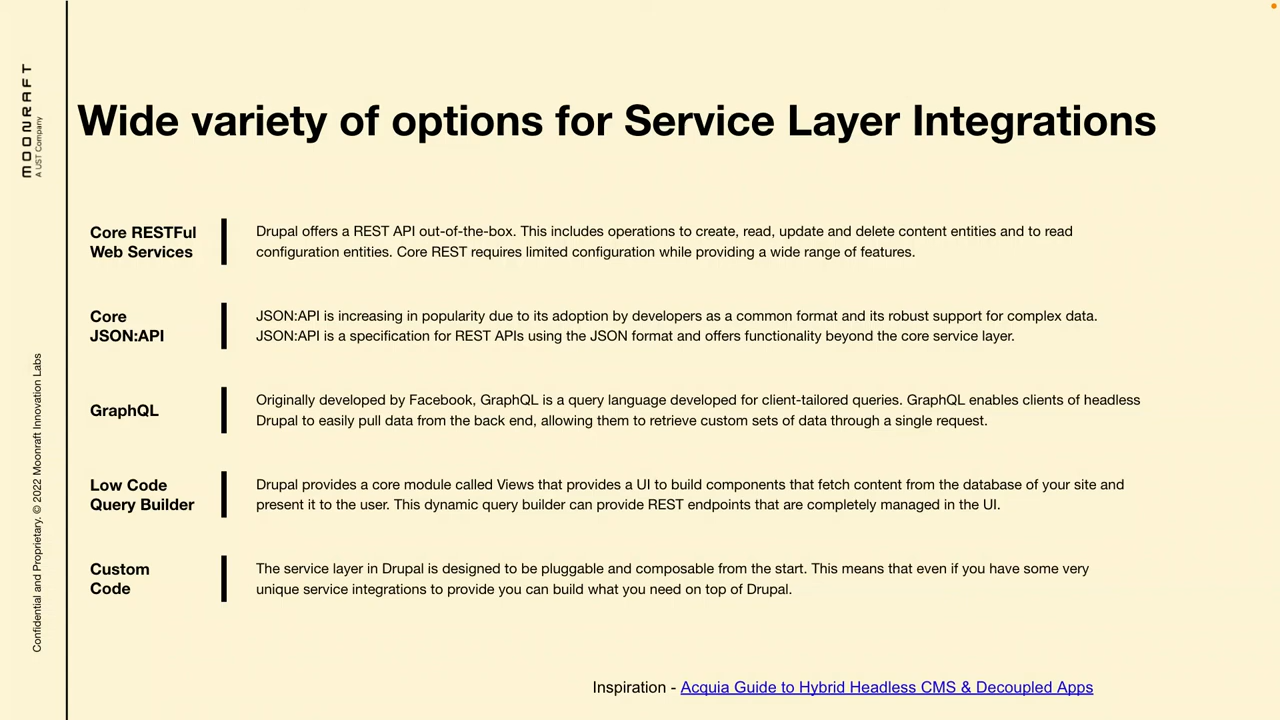 MOONRAFT
A UST Company
Confidential and Proprietary. © 2022 Moonraft Innovation Labs
Wide variety of options for Service Layer Integrations
Core RESTFul
Web Services
Drupal offers a REST API out-of-the-box. This includes operations to create, read, update and delete content entities and to read
configuration entities. Core REST requires limited configuration while providing a wide range of features.
Core
JSON:API
JSON:API is increasing in popularity due to its adoption by developers as a common format and its robust support for complex data.
JSON:API is a specification for REST APIs using the JSON format and offers functionality beyond the core service layer.
GraphQL
Originally developed by Facebook, GraphQL is a query language developed for client-tailored queries. GraphQL enables clients of headless
Drupal to easily pull data from the back end, allowing them to retrieve custom sets of data through a single request.
Low Code
Query Builder
Drupal provides a core module called Views that provides a UI to build components that fetch content from the database of your site and
present it to the user. This dynamic query builder can provide REST endpoints that are completely managed in the UI.
Custom
Code
The service layer in Drupal is designed to be pluggable and composable from the start. This means that even if you have some very
unique service integrations to provide you can build what you need on top of Drupal.
Inspiration - Acquia Guide to Hybrid Headless CMS & Decoupled Apps